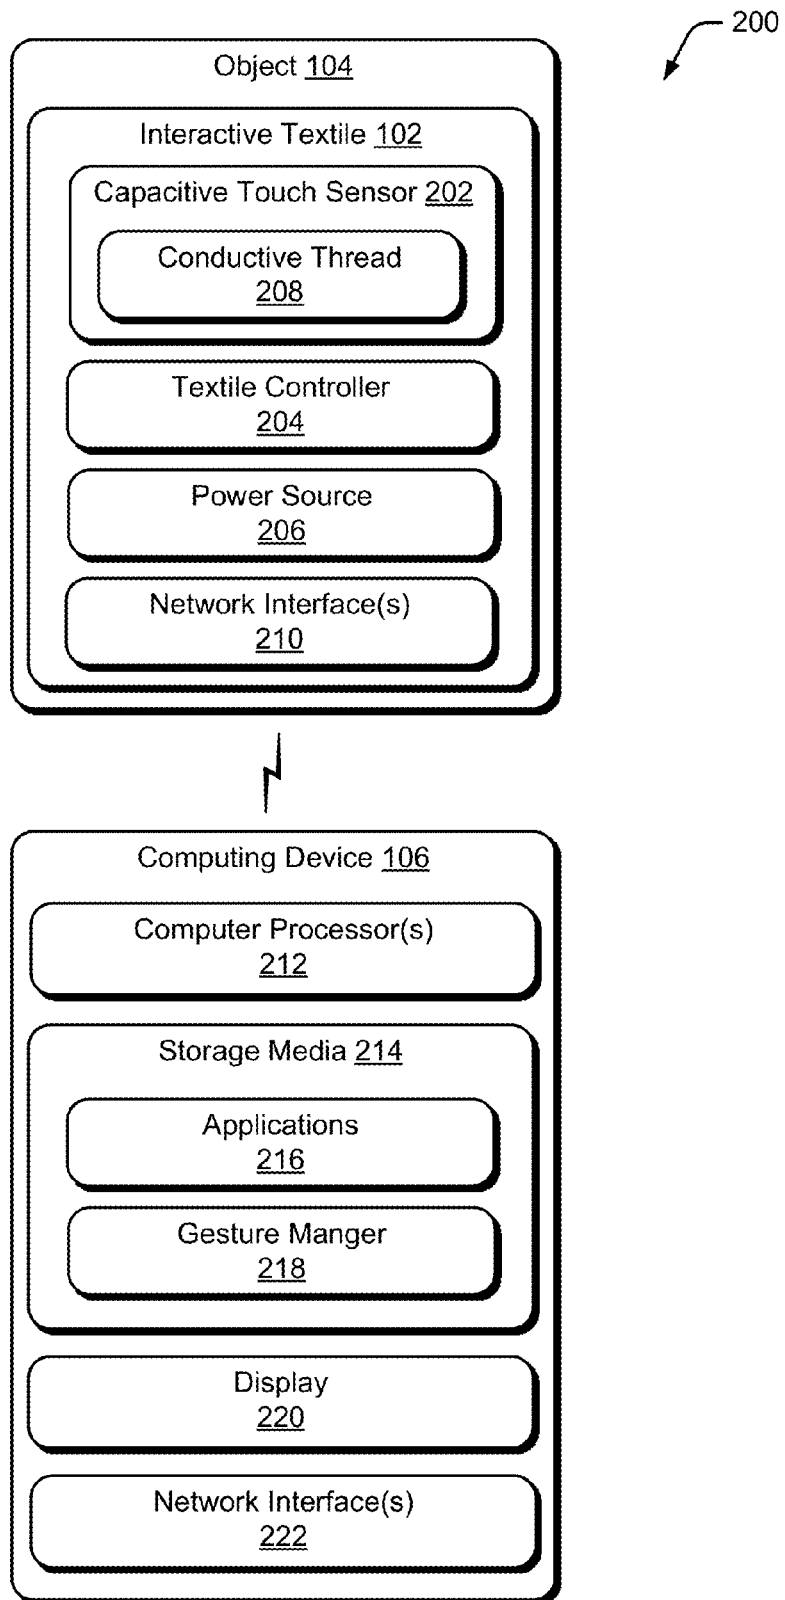 200
Object 104
Interactive Textile 102
Capacitive Touch Sensor 202
Conductive Thread
208
Textile Controller
204
Power Source
206
Network Interface(s)
210
Computing Device 106
Computer Processor(s)
212
Storage Media 214
Applications
216
Gesture Manger
218
Display
220
Network Interface(s)
222